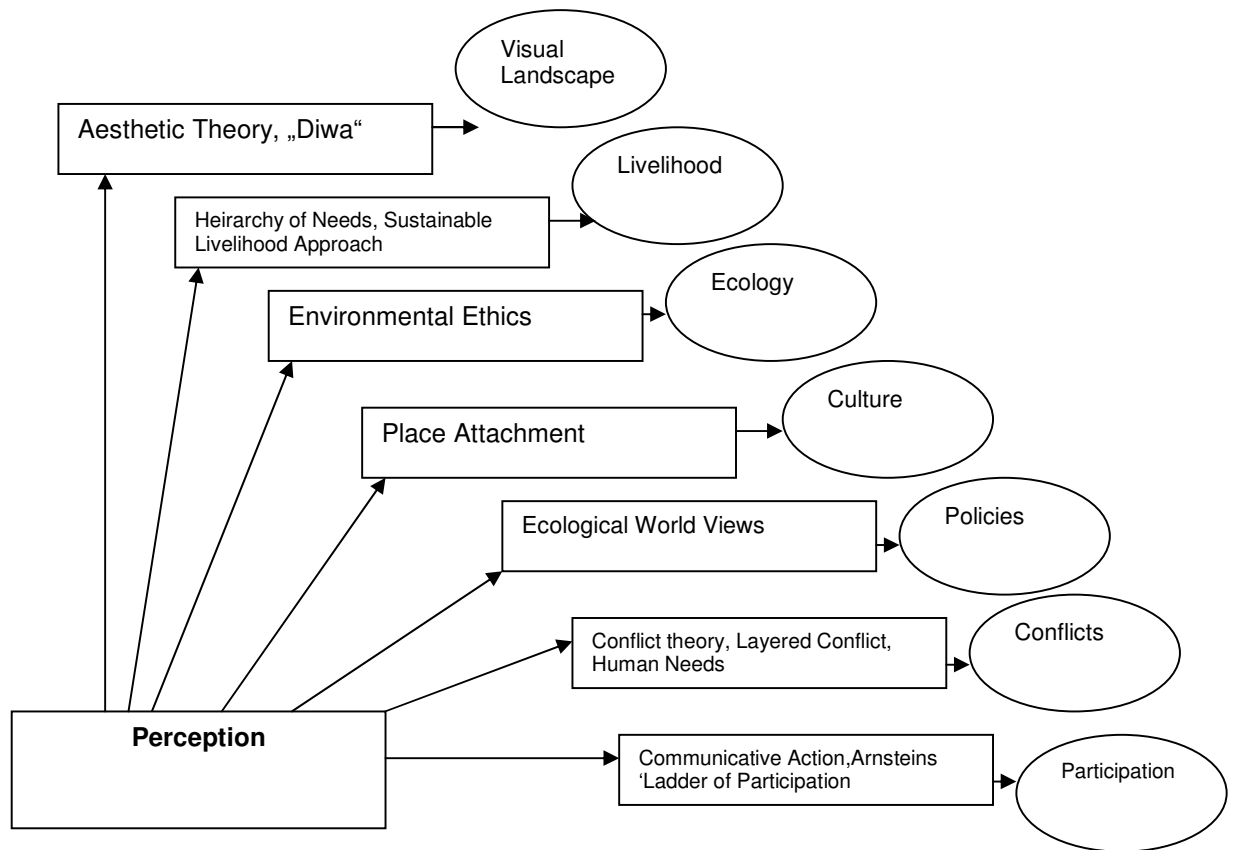 Visual
Landscape
Aesthetic Theory, „Diwa“
Livelihood
Heirarchy of Needs, Sustainable
Livelihood Approach
Ecology
Environmental Ethics
Culture
Place Attachment
Policies
Ecological World Views
Conflicts
Conflict theory, Layered Conflict,
Human Needs
Perception
Communicative Action,Arnsteins
‘Ladder of Participation
Participation